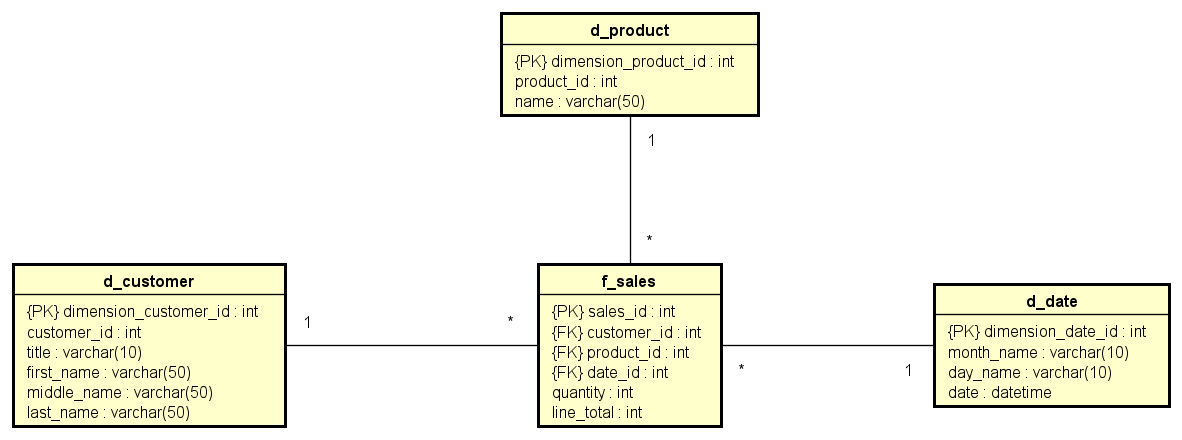 d_product
{PK} dimension_product_id : int
product_id : int
name : varchar(50)
1
*
d_customer
{PK} dimension_customer_id : int
customer_id : int
title : varchar(10)
first_name : varchar(50)
middle_name : varchar(50)
last_name : varchar(50)
1
*
f_sales
{PK} sales_id : int
{FK} customer_id : int
{FK} product_id : int
{FK} date_id : int
quantity : int
line_total : int
*
1
d_date
{PK} dimension_date_id : int
month_name : varchar(10)
day_name : varchar(10)
date : datetime